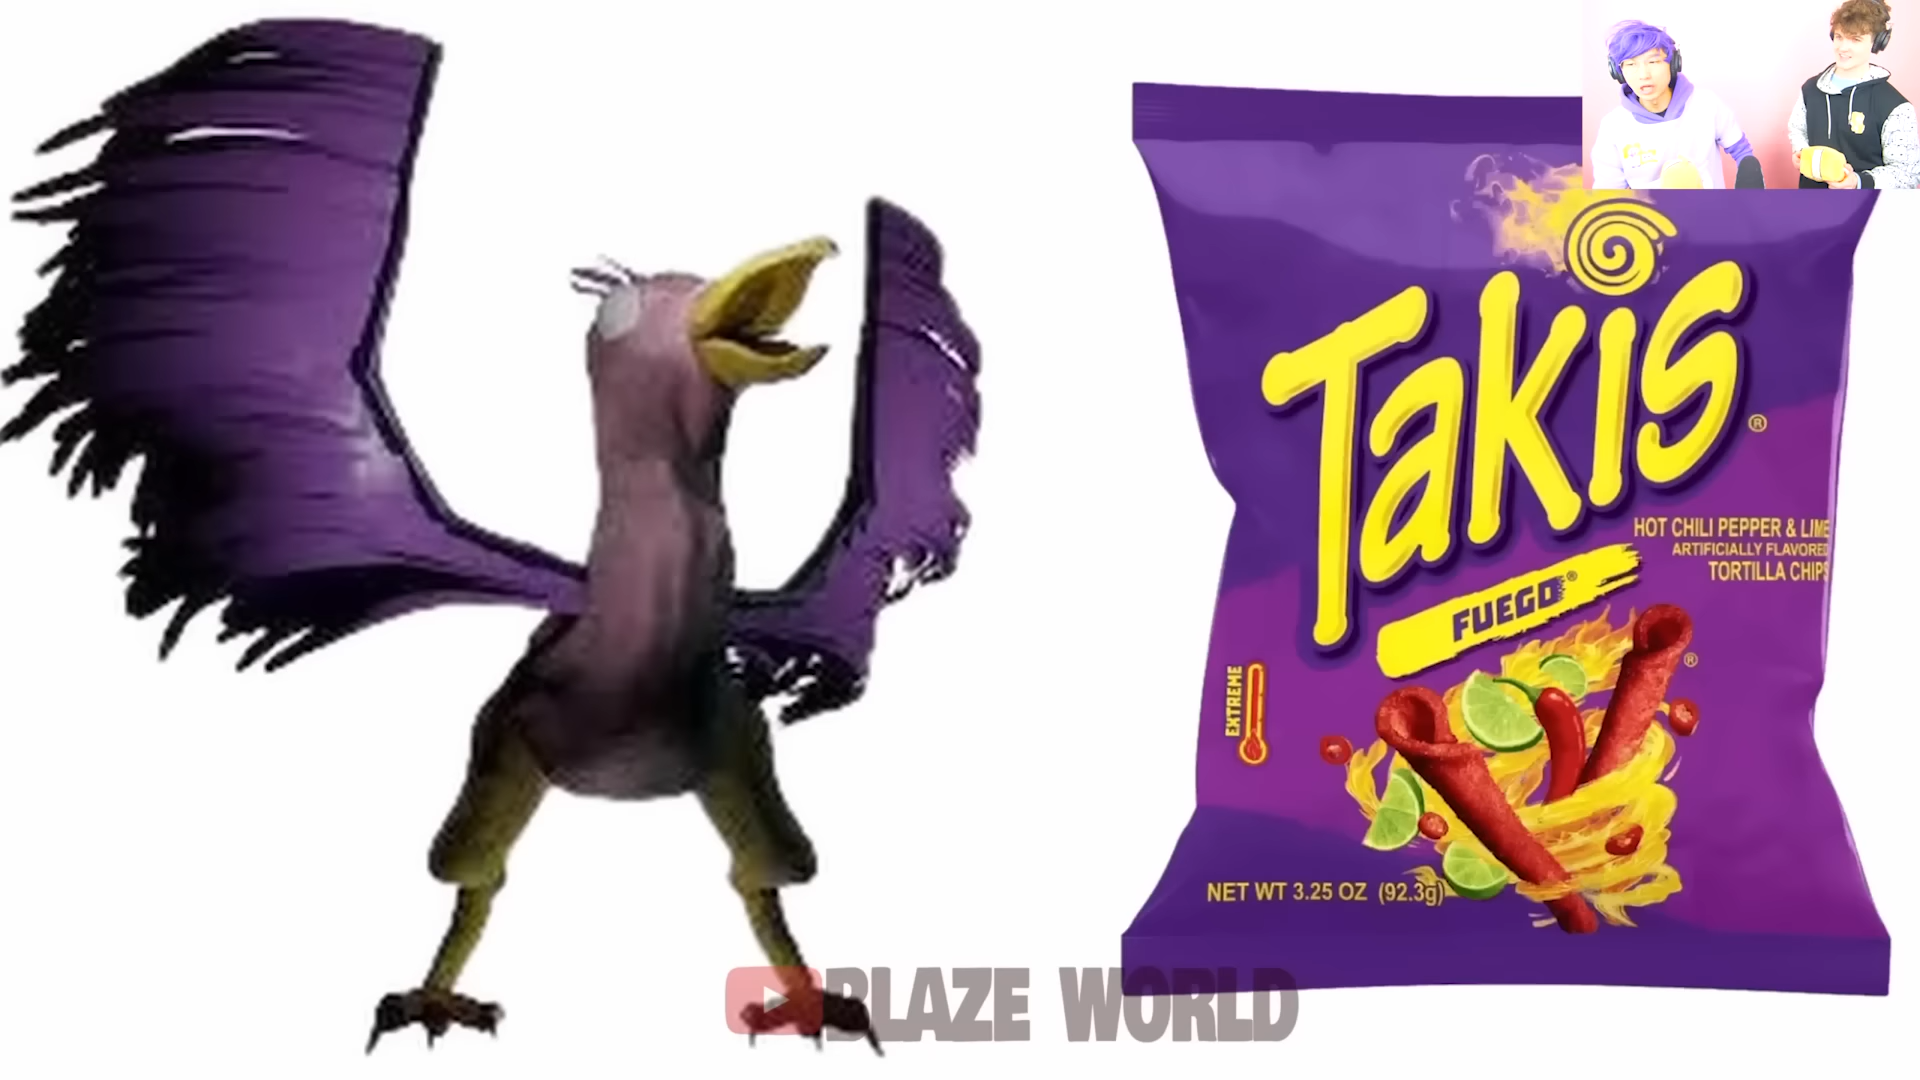 Takis
®
HOT CHILI PEPPER & LIME
ARTIFICIALLY FLAVORED
TORTILLA CHIPS
FUEGO®
®
EXTREME
NET WT 3.25 OZ (92.3g)
BLAZE WORLD